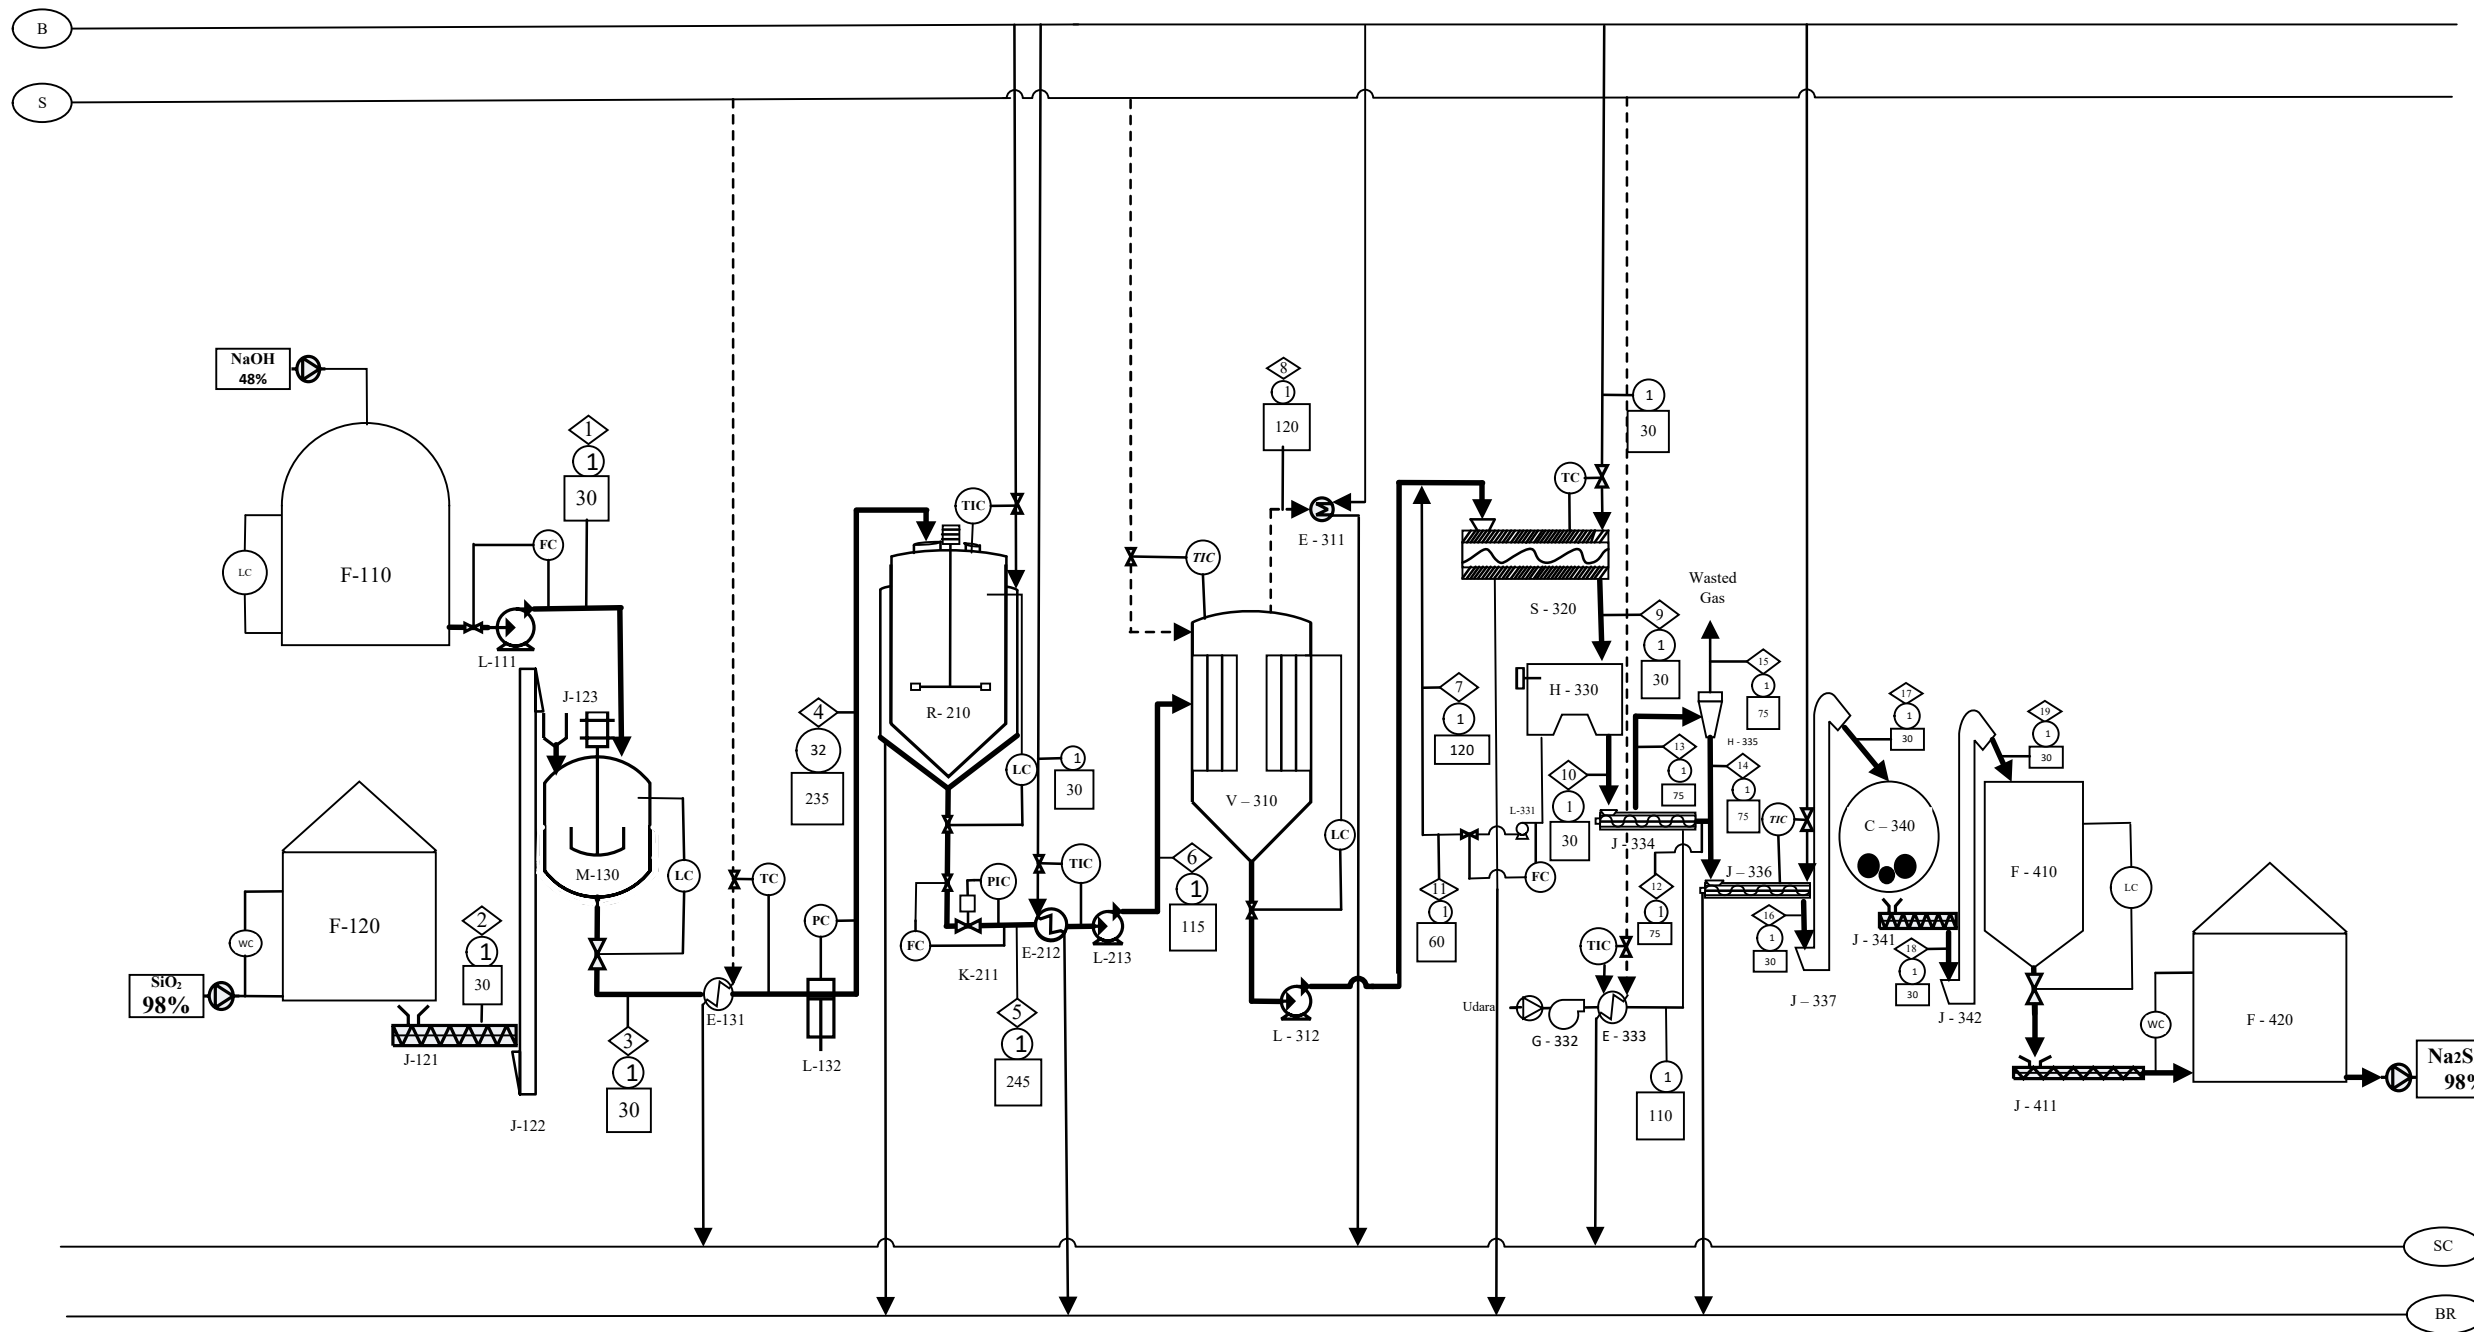 B
S
NaOH
48%
8
1
120
1
30
1
1
30
TC
TIC
FC
E - 311
TIC
LC
F-110
Wasted
Gas
S - 320
9
1
30
L-111
15
1
75
7
1
120
H - 330
J-123
R- 210
4
32
235
17
1
30
19
1
30
13
1
75
H - 335
14
1
75
LC
1
30
10
1
30
V – 310
L-331
TIC
LC
J - 334
C – 340
6
1
115
TIC
M-130
LC
TC
PIC
FC
11
1
60
12
1
75
J – 336
F - 410
LC
F-120
2
1
30
WC
PC
FC
E-212
L-213
K-211
16
1
30
J - 341
18
1
30
TIC
SiO₂
98%
E-131
5
1
245
L - 312
Udara
G - 332
E - 333
J – 337
J - 342
WC
F - 420
J-121
3
1
30
L-132
1
110
Na2S
98%
J - 411
J-122
SC
BR